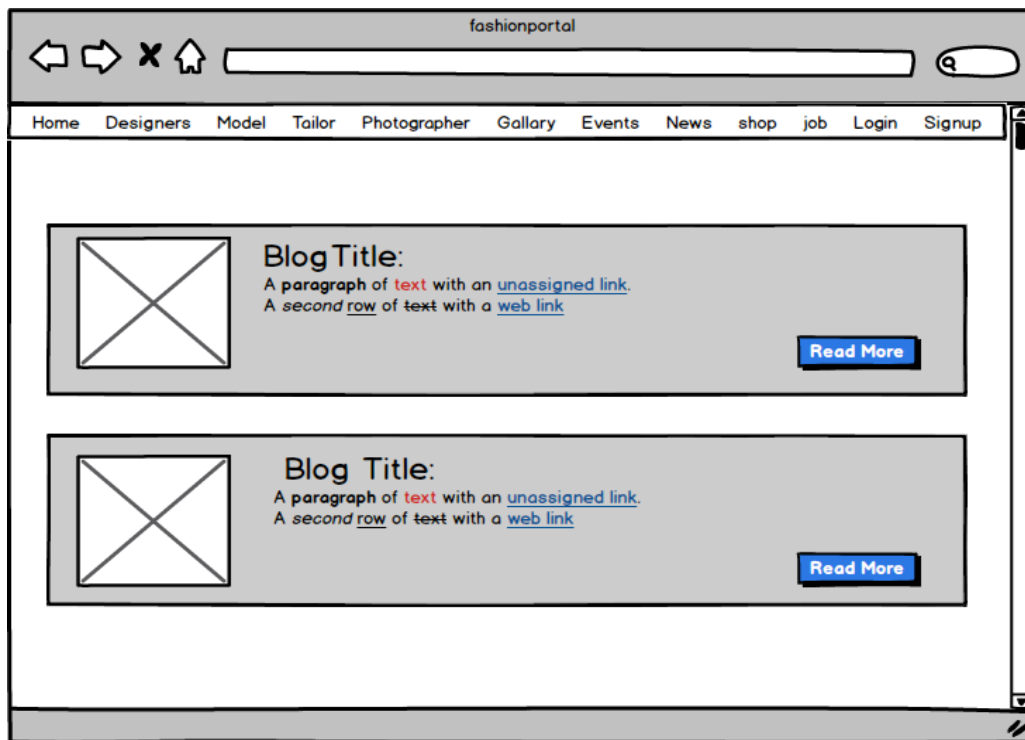 fashionportal
Home Designers Model Tailor Photographer Gallary Events News shop job Login Signup
Blog Title:
A paragraph of text with an unassigned link.
A second row of text with a web link
Read More
Blog Title:
A paragraph of text with an unassigned link.
A second row of text with a web link
Read More